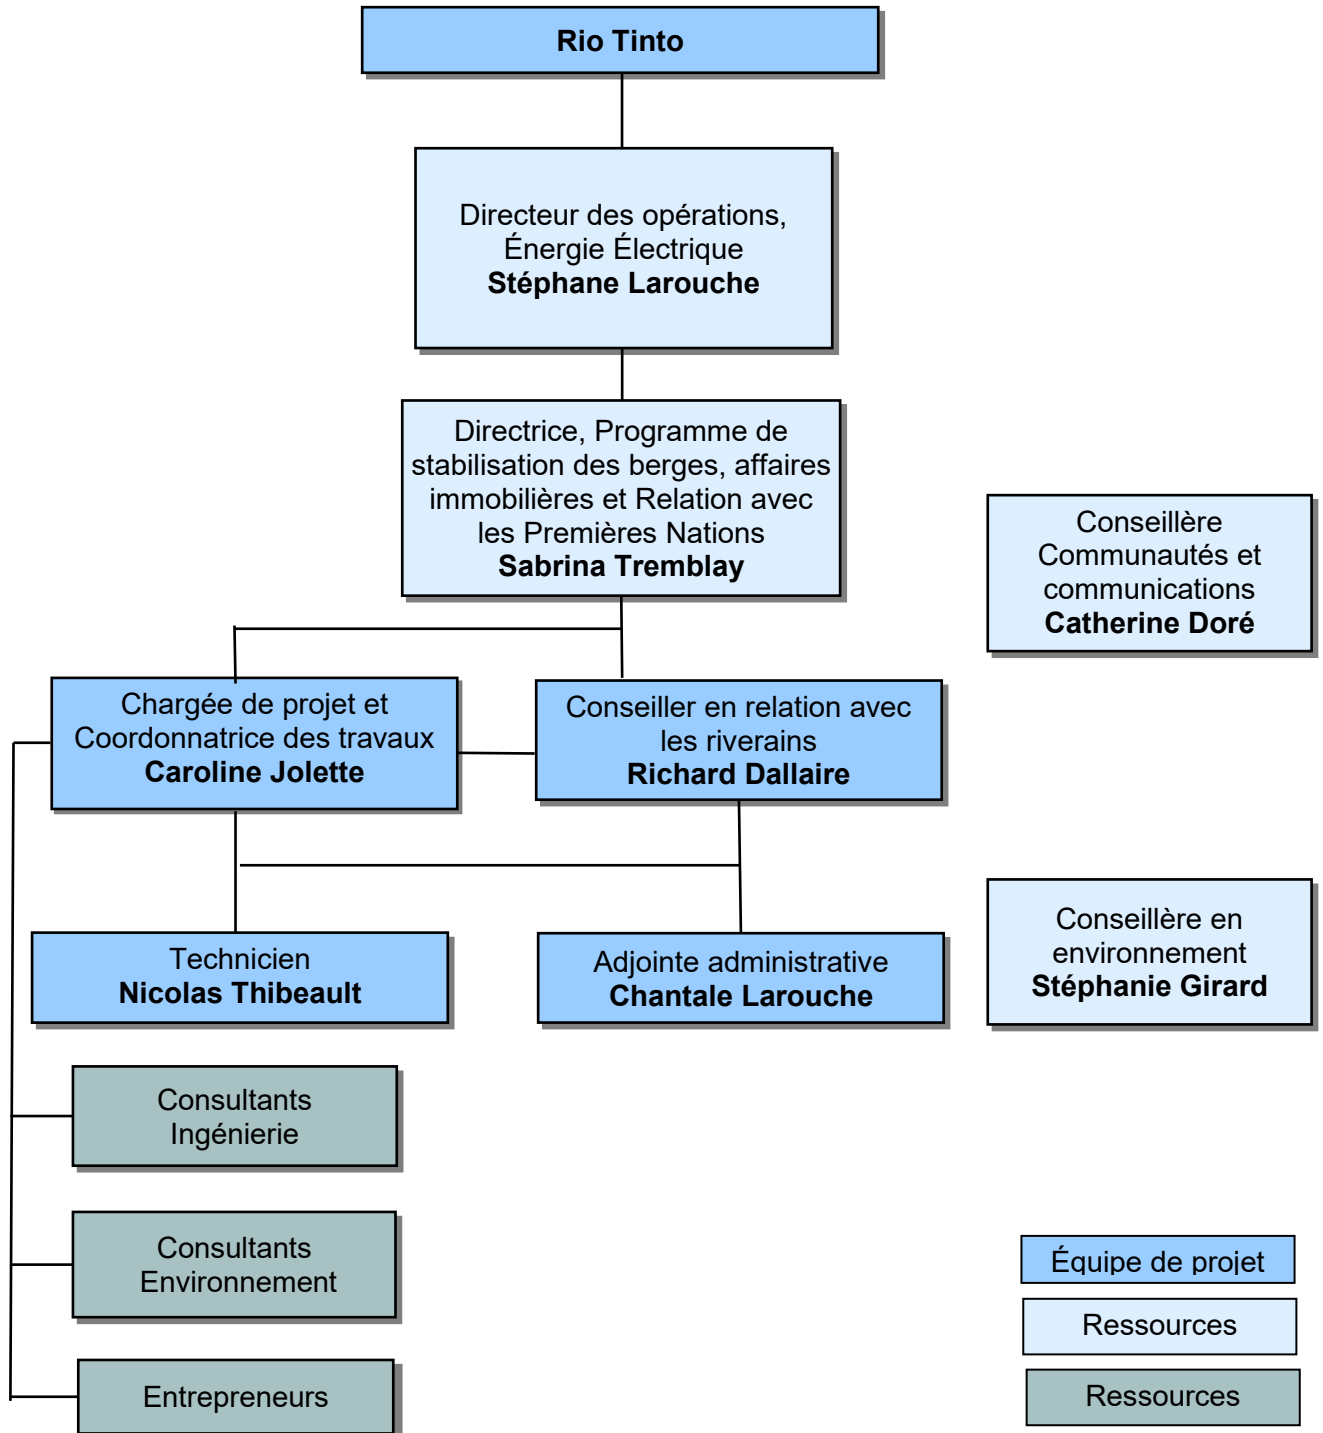 Rio Tinto
Directeur des opérations,
Énergie Électrique
Stéphane Larouche
Directrice, Programme de
stabilisation des berges, affaires
immobilières et Relation avec
les Premières Nations
Sabrina Tremblay
Conseillère
Communautés et
communications
Catherine Doré
Chargée de projet et
Coordonnatrice des travaux
Caroline Jolette
Conseiller en relation avec
les riverains
Richard Dallaire
Technicien
Nicolas Thibeault
Adjointe administrative
Chantale Larouche
Conseillère en
environnement
Stéphanie Girard
Consultants
Ingénierie
Consultants
Environnement
Entrepreneurs
Équipe de projet
Ressources
Ressources